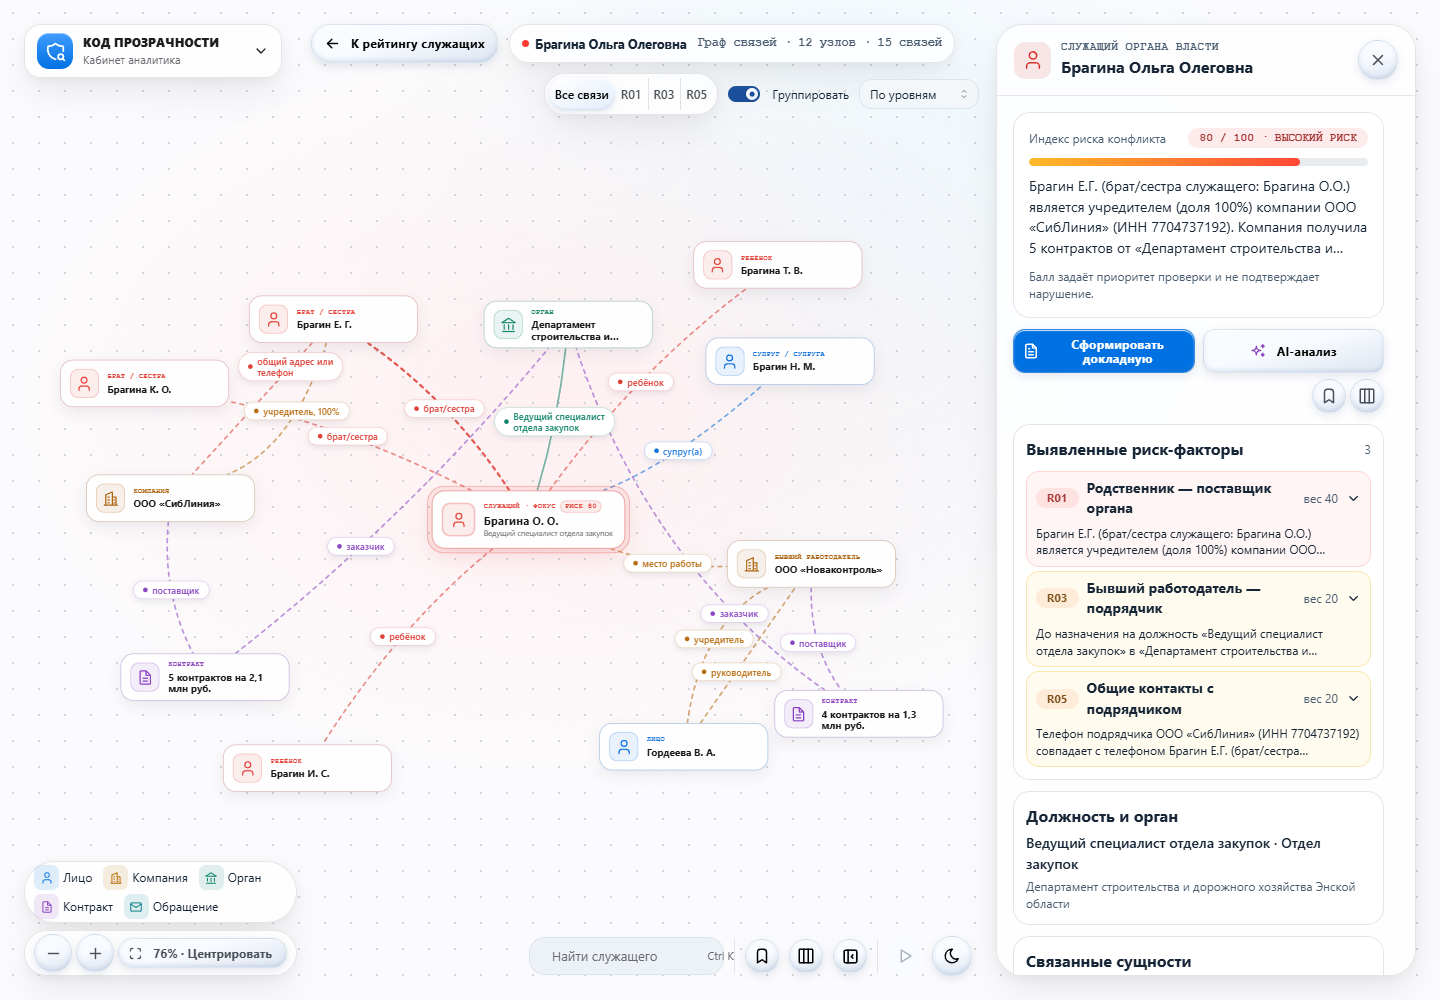 КОД ПРОЗРАЧНОСТИ
Кабинет аналитика
К рейтингу служащих
Брагина Ольга Олеговна
Граф связей · 12 узлов · 15 связей
Все связи
R01
R03
R05
Группировать
По уровням
РЕБЁНОК
Брагина Т. В.
БРАТ / СЕСТРА
Брагин Е. Г.
ОРГАН
Департамент
строительства и...
СУПРУГ / СУПРУГА
Брагин Н. М.
БРАТ / СЕСТРА
Брагина К. О.
общий адрес или
телефон
ребёнок
учредитель, 100%
брат/сестра
Ведущий специалист
отдела закупок
брат/сестра
супруг(а)
КОМПАНИЯ
ООО «СибЛиния»
СЛУЖАЩИЙ · ФОКУС
РИСК 80
Брагина О. О.
Ведущий специалист отдела закупок
заказчик
место работы
БЫВШИЙ РАБОТОДАТЕЛЬ
ООО «Новаконтроль»
поставщик
заказчик
ребёнок
учредитель
поставщик
руководитель
КОНТРАКТ
5 контрактов на 2,1
млн руб.
КОНТРАКТ
4 контрактов на 1,3
млн руб.
ЛИЦО
Гордеева В. А.
РЕБЁНОК
Брагин И. С.
Лицо
Компания
Орган
Контракт
Обращение
76% · Центрировать
Найти служащего
Ctrl K
СЛУЖАЩИЙ ОРГАНА ВЛАСТИ
Брагина Ольга Олеговна
Индекс риска конфликта
80 / 100 · ВЫСОКИЙ РИСК
Брагин Е.Г. (брат/сестра служащего: Брагина О.О.)
является учредителем (доля 100%) компании ООО
«СибЛиния» (ИНН 7704737192). Компания получила
5 контрактов от «Департамент строительства и...
Балл задаёт приоритет проверки и не подтверждает
нарушение.
Сформировать
докладную
AI-анализ
Выявленные риск-факторы
3
R01
Родственник — поставщик
органа
вес 40
Брагин Е.Г. (брат/сестра служащего: Брагина О.О.)
является учредителем (доля 100%) компании ООО...
R03
Бывший работодатель —
подрядчик
вес 20
До назначения на должность «Ведущий специалист
отдела закупок» в «Департамент строительства и...
R05
Общие контакты с
подрядчиком
вес 20
Телефон подрядчика ООО «СибЛиния» (ИНН 7704737192)
совпадает с телефоном Брагин Е.Г. (брат/сестра...
Должность и орган
Ведущий специалист отдела закупок · Отдел
закупок
Департамент строительства и дорожного хозяйства Энской
области
Связанные сущности